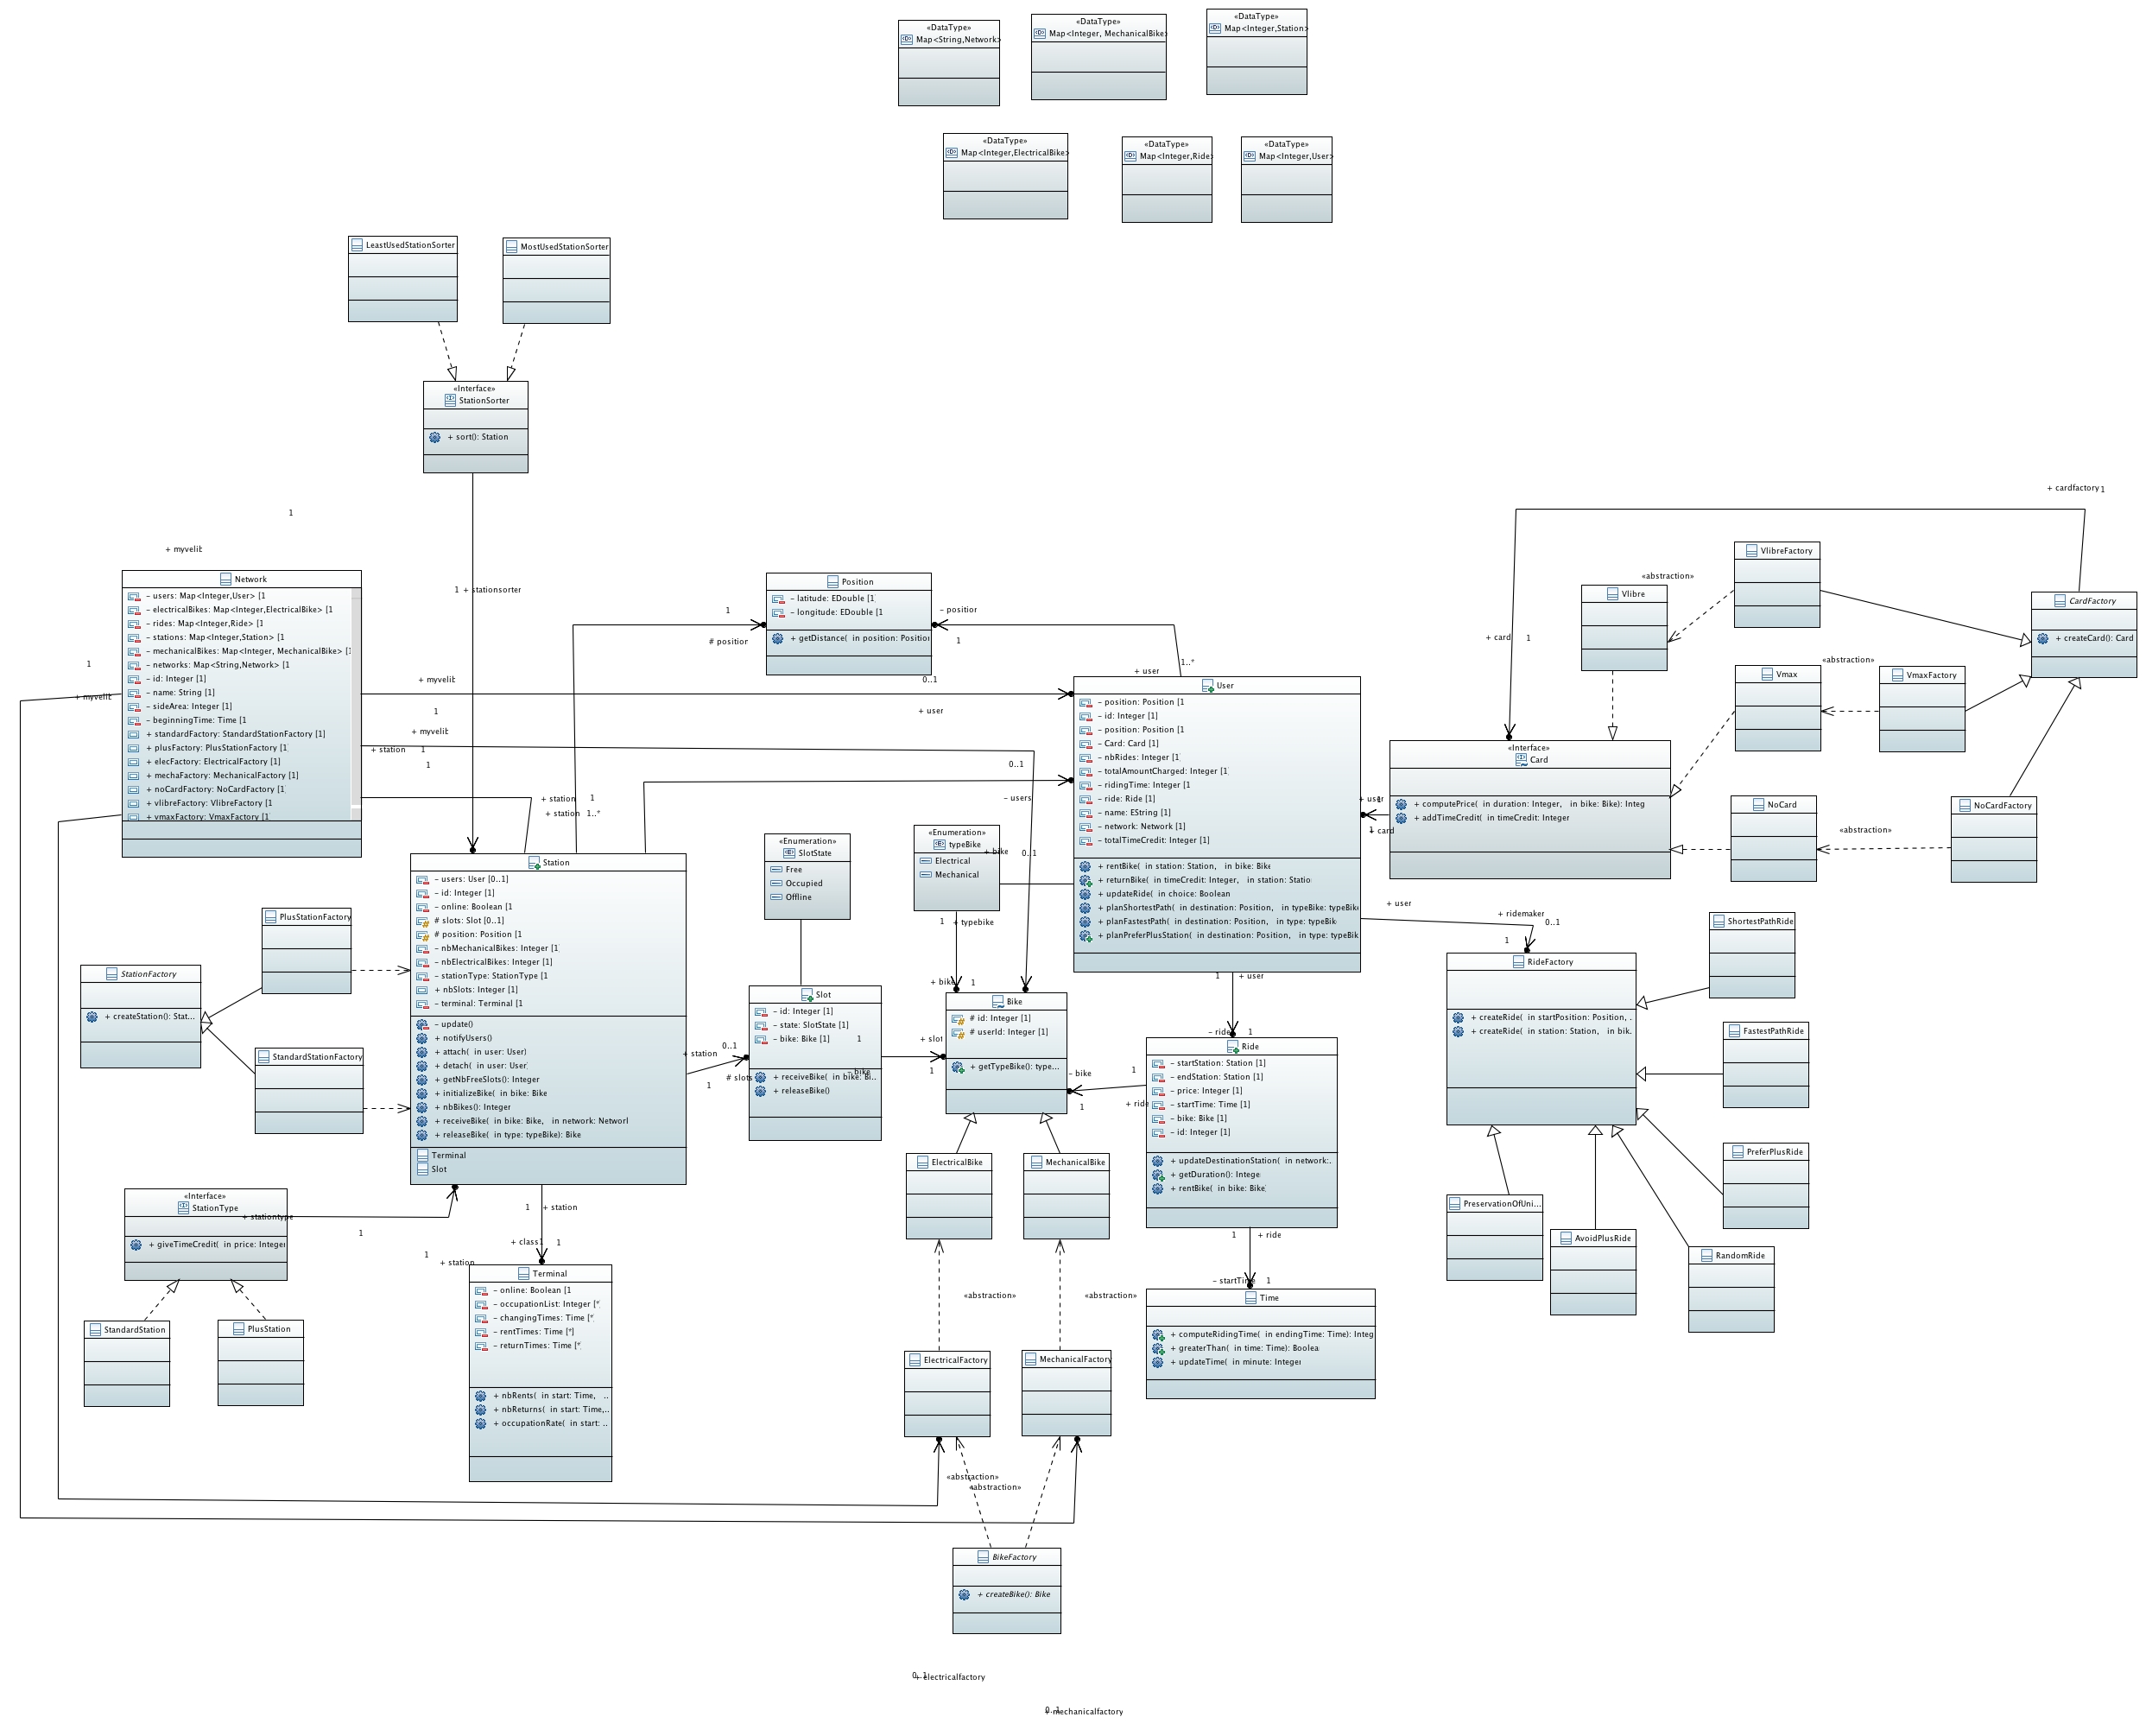 «DataType»
Map<String,Network>
«DataType»
Map<Integer, MechanicalBike>
«DataType»
Map<Integer,Station>
«DataType»
Map<Integer,ElectricalBike>
«DataType»
Map<Integer,Ride>
«DataType»
Map<Integer,User>
LeastUsedStationSorter
MostUsedStationSorter
«Interface»
StationSorter
+ sort(): Station
1
+ myvelib
1
+ myvelib
Network
– users: Map<Integer,User> [1
– electricalBikes: Map<Integer,ElectricalBike> [1
– rides: Map<Integer,Ride> [1
– stations: Map<Integer,Station> [1
– mechanicalBikes: Map<Integer, MechanicalBike> [1
– networks: Map<String,Network> [1
– id: Integer [1
– name: String [1
– sideArea: Integer [1
– beginningTime: Time [1
+ standardFactory: StandardStationFactory [1]
+ plusFactory: PlusStationFactory [1
+ elecFactory: ElectricalFactory [1]
+ mechaFactory: MechanicalFactory [1]
+ noCardFactory: NoCardFactory [1
+ vlibreFactory: VlibreFactory [1
+ vmaxFactory: VmaxFactory [1
1 + stationsorter
+ myvelib
0..1
+ user
1
+ myvelib
+ station 1
1
0..1
+ station 1
+ station 1..*
– users
Position
– latitude: EDouble [1
– longitude: EDouble [1
+ getDistance( in position: Position
1
# position
– position
1
1..*
+ user
User
– position: Position [1
– id: Integer [1]
– position: Position [1
– Card: Card [1]
– nbRides: Integer [1
– totalAmountCharged: Integer [1
– ridingTime: Integer [1
– ride: Ride [1]
– name: EString [1]
– network: Network [1]
– totalTimeCredit: Integer [1]
+ rentBike( in station: Station, in bike: Bike
+ returnBike( in timeCredit: Integer, in station: Statio
+ updateRide( in choice: Boolean
+ planShortestPath( in destination: Position, in typeBike: typeBike
+ planFastestPath( in destination: Position, in type: typeBik
+ planPreferPlusStation( in destination: Position, in type: typeBik
+ cardfactory 1
+ card 1
VlibreFactory
«abstraction»
Vlibre
CardFactory
+ createCard(): Card
Vmax
«abstraction»
VmaxFactory
NoCard
«abstraction»
NoCardFactory
«Interface»
Card
+ computePrice( in duration: Integer, in bike: Bike): Integ
+ addTimeCredit( in timeCredit: Integer
+ user
1
1
+ card
+ user
+ ridemaker
0..1
1
RideFactory
+ createRide( in startPosition: Position, ..
+ createRide( in station: Station, in bik..
ShortestPathRide
FastestPathRide
PreferPlusRide
PreservationOfUni...
AvoidPlusRide
RandomRide
«Enumeration»
SlotState
Free
Occupied
Offline
«Enumeration»
typeBike
Electrical
Mechanical
+ bike
0..1
1 + typebike
+ bike 1
Station
– users: User [0..1]
– id: Integer [1]
– online: Boolean [1
# slots: Slot [0..1]
# position: Position [1
– nbMechanicalBikes: Integer [1
– nbElectricalBikes: Integer [1]
– stationType: StationType [1
+ nbSlots: Integer [1]
– terminal: Terminal [1
– update()
+ notifyUsers()
+ attach( in user: User)
+ detach( in user: User)
+ getNbFreeSlots(): Integer
+ initializeBike( in bike: Bike
+ nbBikes(): Integer
+ receiveBike( in bike: Bike, in network: Network
+ releaseBike( in type: typeBike): Bike
Terminal
Slot
PlusStationFactory
StationFactory
+ createStation(): Stat...
StandardStationFactory
0..1
+ station
1
# slots
Slot
– id: Integer [1]
– state: SlotState [1]
– bike: Bike [1]
1
+ receiveBike( in bike: Bi..
+ releaseBike()
– bike
+ slot
1
Bike
# id: Integer [1]
# userId: Integer [1]
+ getTypeBike(): type...
– bike
1
1
+ ride
1 + user
– ride 1
Ride
– startStation: Station [1]
– endStation: Station [1]
– price: Integer [1]
– startTime: Time [1]
– bike: Bike [1]
– id: Integer [1]
+ updateDestinationStation( in network:.
+ getDuration(): Intege
+ rentBike( in bike: Bike
1 + ride
– startTime 1
Time
+ computeRidingTime( in endingTime: Time): Integ
+ greaterThan( in time: Time): Boolea
+ updateTime( in minute: Integer
ElectricalBike
MechanicalBike
«abstraction»
«abstraction»
ElectricalFactory
MechanicalFactory
«abstraction»
«abstraction»
BikeFactory
+ createBike(): Bike
«Interface»
StationType
+ giveTimeCredit( in price: Integer
+ stationtype
1
1
+ station
StandardStation
PlusStation
1 + station
+ class1 1
Terminal
– online: Boolean [1
– occupationList: Integer [*
– changingTimes: Time [*
– rentTimes: Time [*]
– returnTimes: Time [*
+ nbRents( in start: Time, ..
+ nbReturns( in start: Time,..
+ occupationRate( in start: ..
0..1
+ electricalfactory
0..1
+ mechanicalfactory